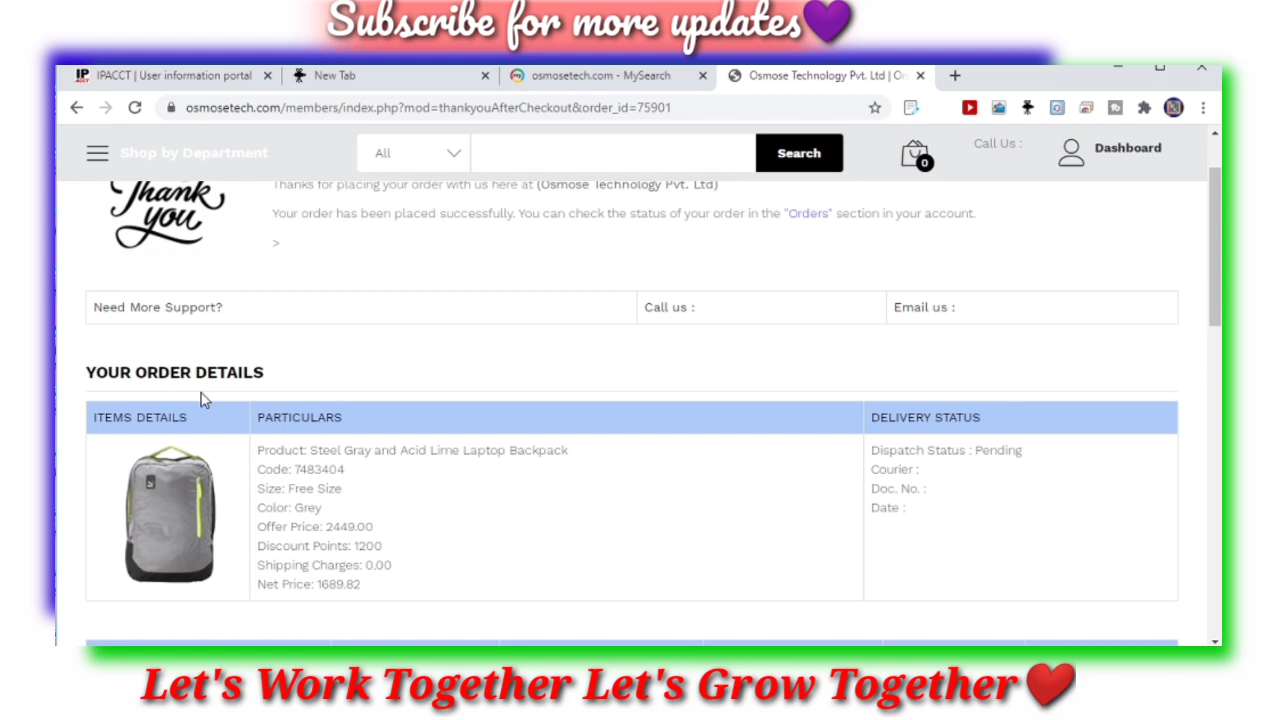 Subscribe for more updates💜
IPACCT | User information portal
New Tab
osmosetech.com - MySearch
Osmose Technology Pvt. Ltd | O
osmosetech.com/members/index.php?mod=thankyouAfterCheckout&order_id=75901
Shop by Department
All
Search
0
Call Us :
Dashboard
Thank you
Thanks for placing your order with us here at (Osmose Technology Pvt. Ltd)
Your order has been placed successfully. You can check the status of your order in the "Orders" section in your account.
>
Need More Support?
Call us :
Email us :
YOUR ORDER DETAILS
ITEMS DETAILS
PARTICULARS
DELIVERY STATUS
Product: Steel Gray and Acid Lime Laptop Backpack
Code: 7483404
Size: Free Size
Color: Grey
Offer Price: 2449.00
Discount Points: 1200
Shipping Charges: 0.00
Net Price: 1689.82
Dispatch Status : Pending
Courier :
Doc. No. :
Date :
Let's Work Together Let's Grow Together❤️